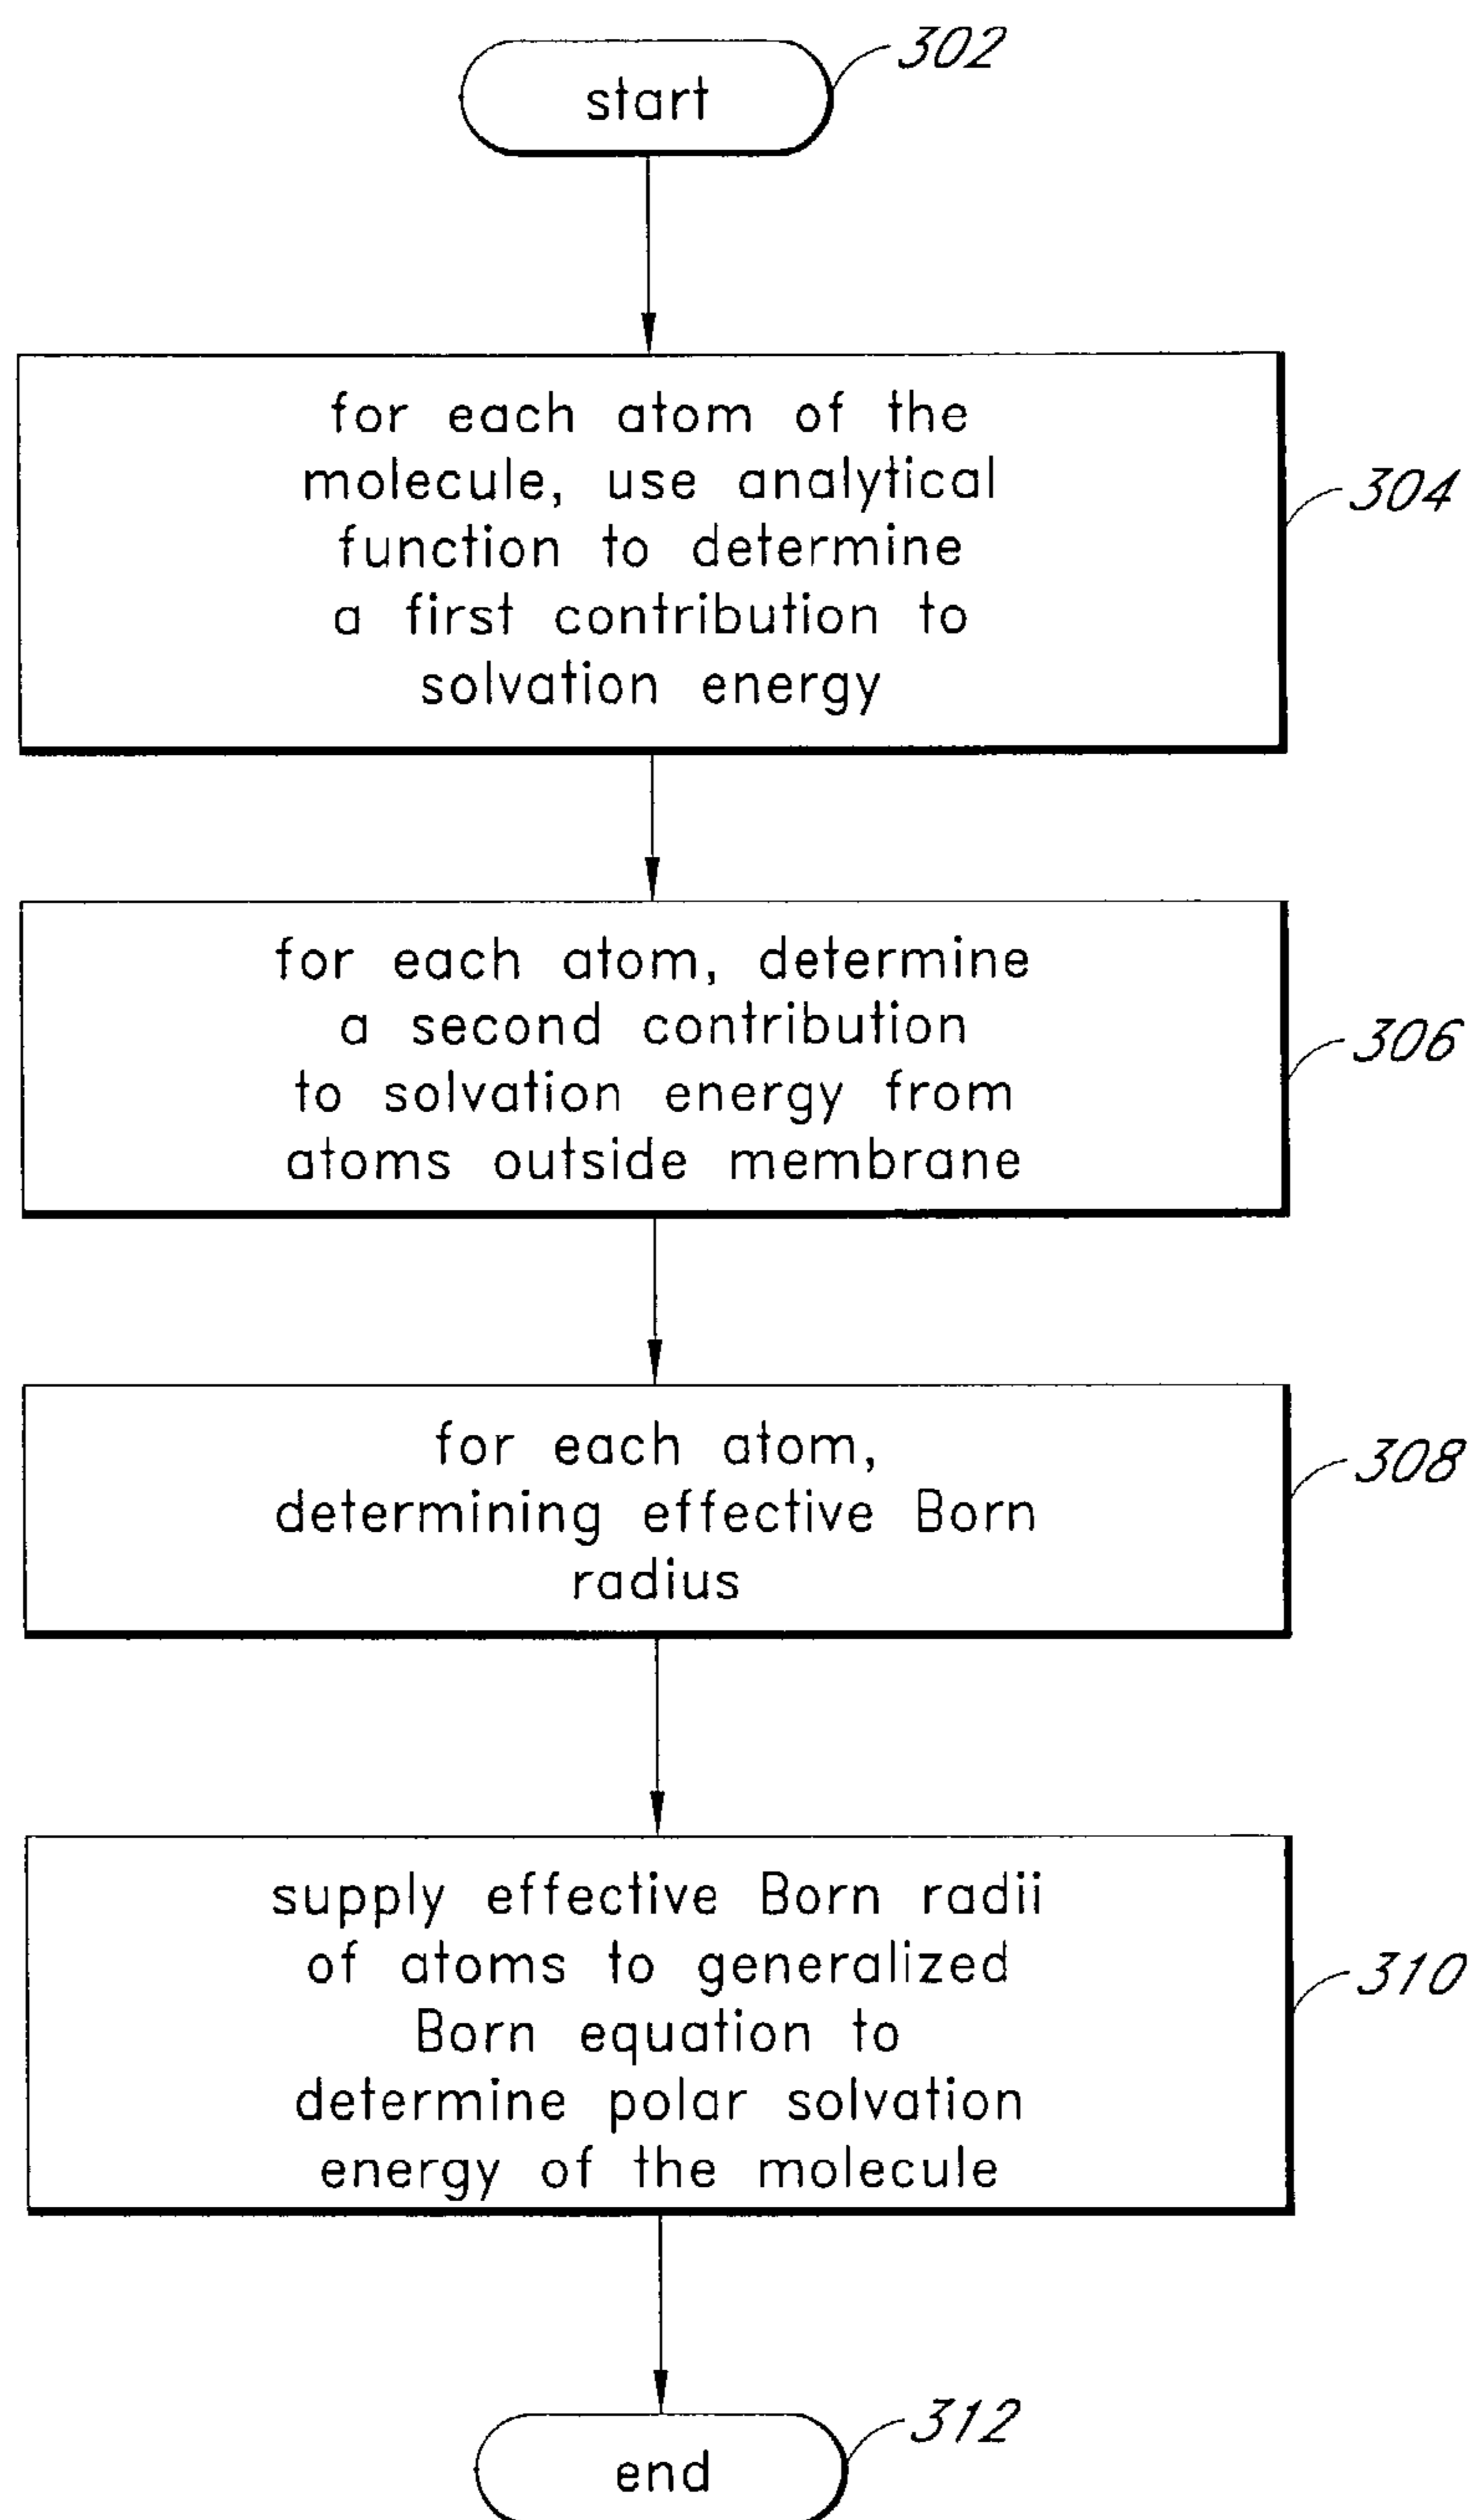 302
start
for each atom of the
molecule, use analytical
function to determine
a first contribution to
solvation energy
304
for each atom, determine
a second contribution
to solvation energy from
atoms outside membrane
306
for each atom,
determining effective Born
radius
308
supply effective Born radii
of atoms to generalized
Born equation to
determine polar solvation
energy of the molecule
310
312
end